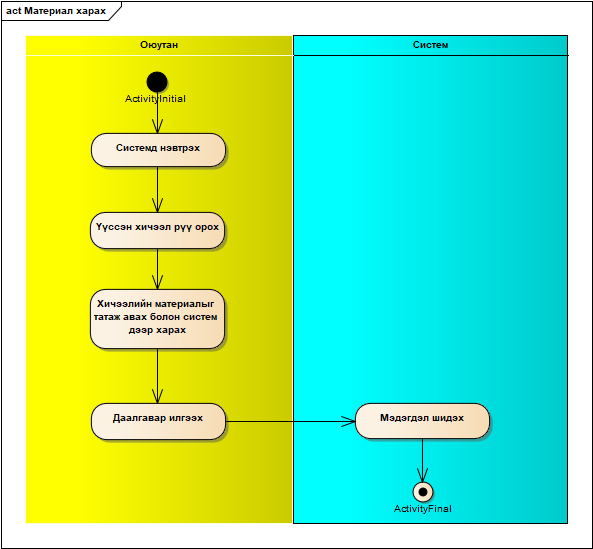 act Материал харах
Оюутан
Систем
ActivityInitial
Системд нэвтрэх
Үүссэн хичээл рүү орох
Хичээлийн материалыг
татаж авах болон систем
дээр харах
Даалгавар илгээх
Мэдэгдэл шидэх
ActivityFinal